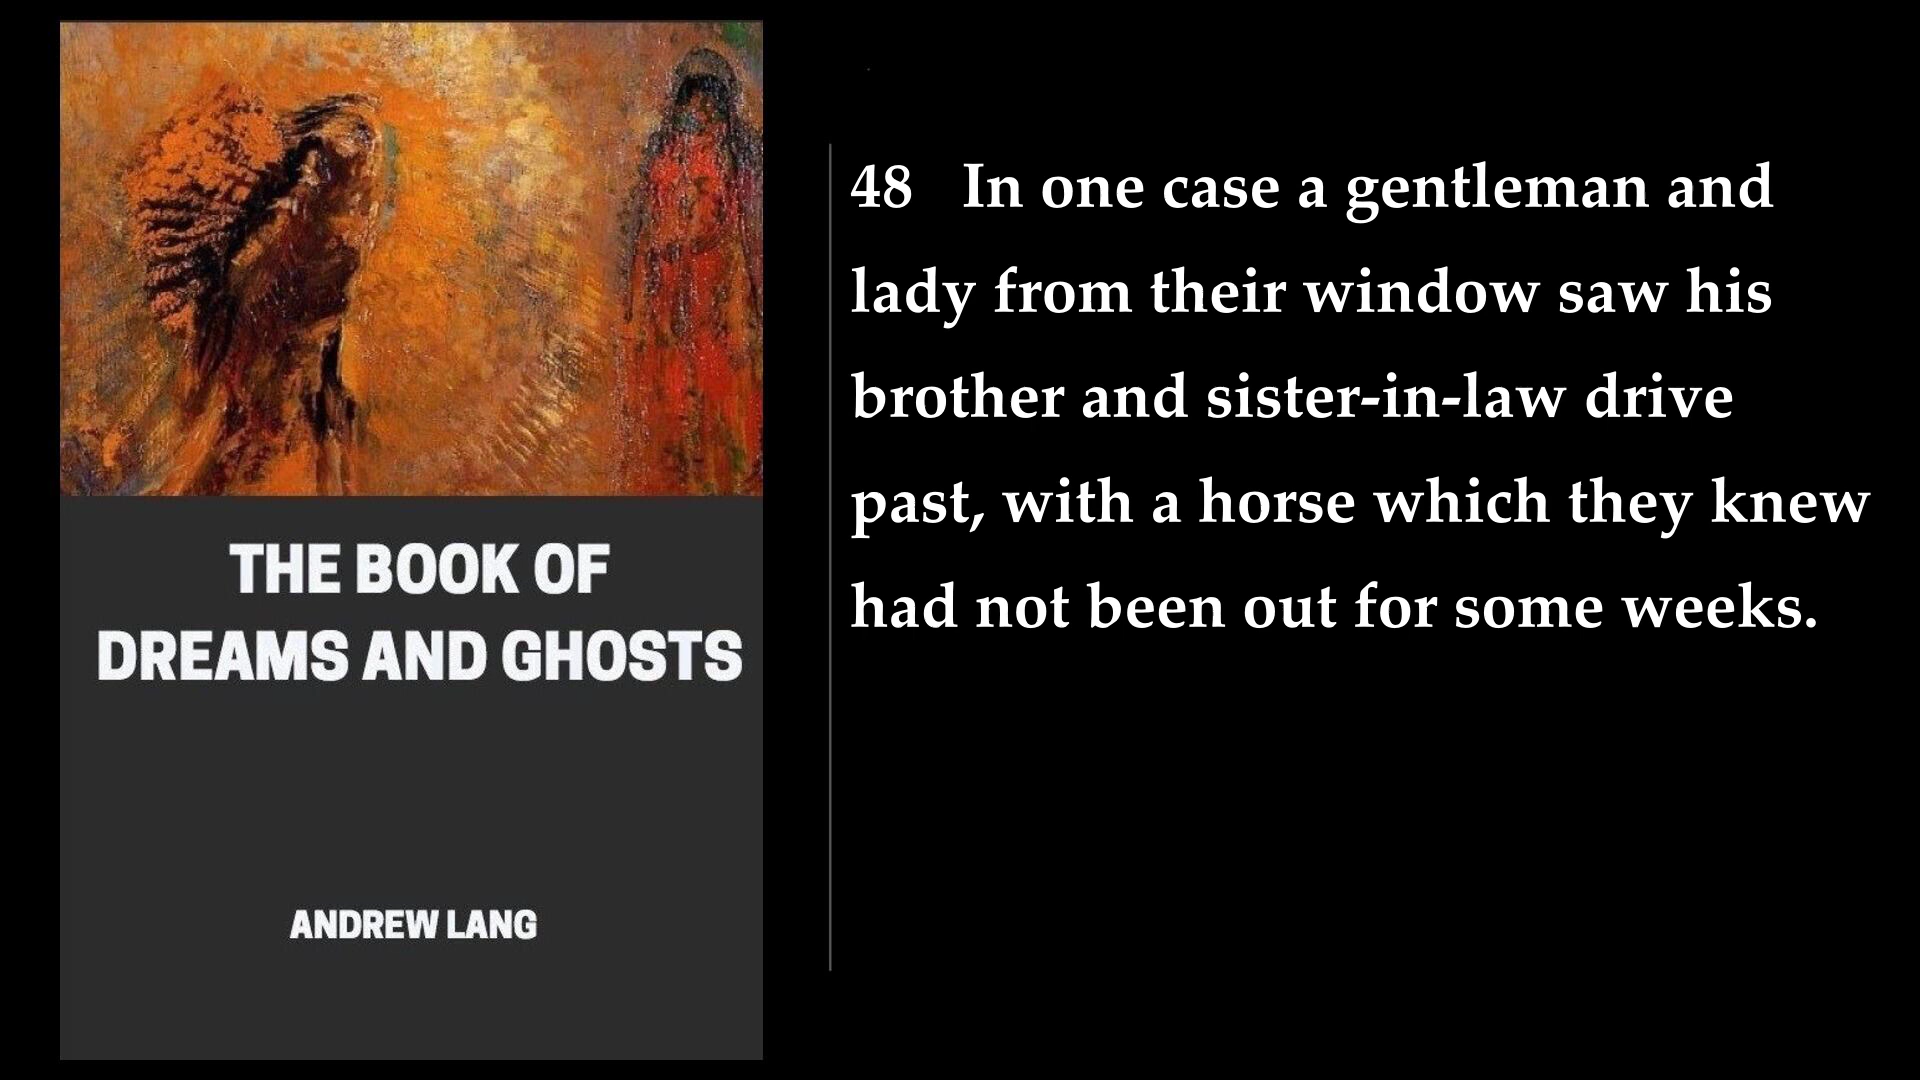 THE BOOK OF
DREAMS AND GHOSTS
ANDREW LANG
48 In one case a gentleman and
lady from their window saw his
brother and sister-in-law drive
past, with a horse which they knew
had not been out for some weeks.